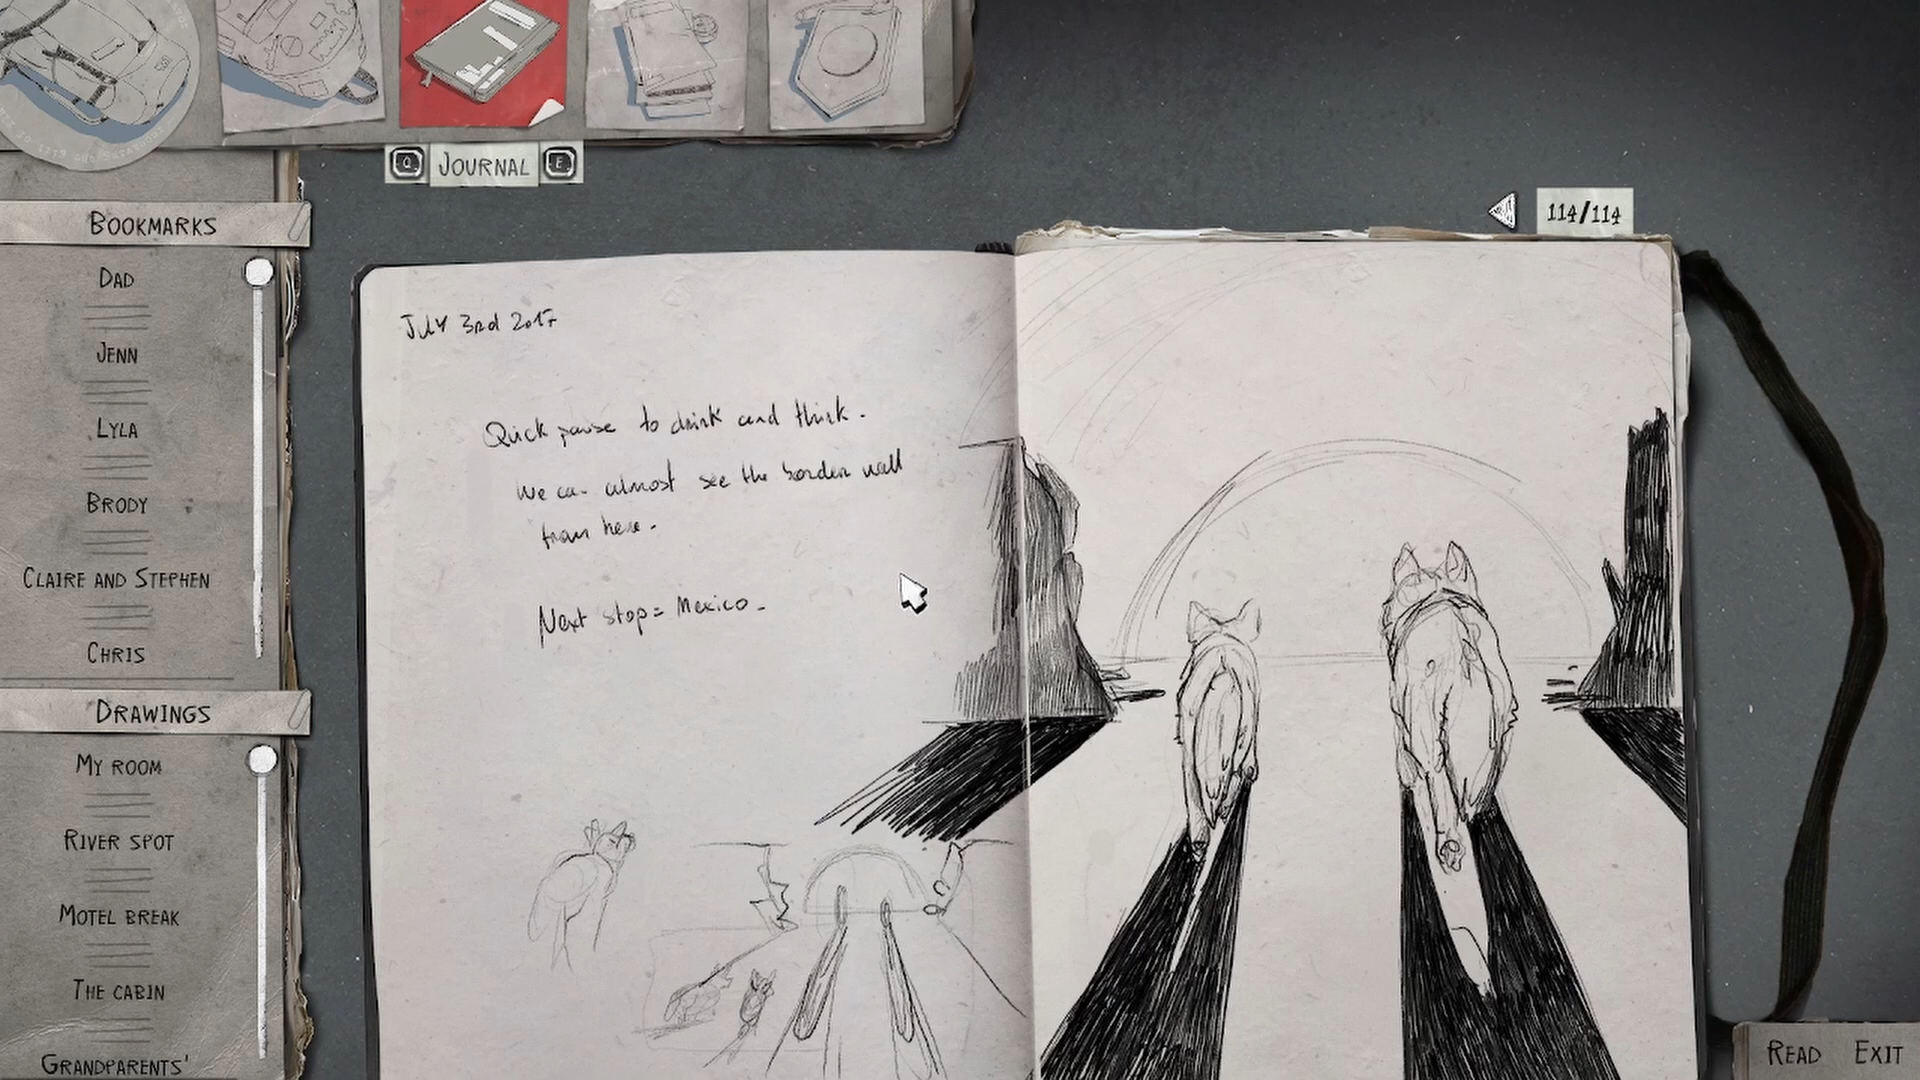 Q JOURNAL E
114/114
BOOKMARKS
DAD
JENN
LYLA
BRODY
CLAIRE AND STEPHEN
CHRIS
DRAWINGS
MY ROOM
RIVER SPOT
MOTEL BREAK
THE CABIN
GRANDPARENTS'
July 3rd 2017
Quick pause to drink and think.
We can almost see the border wall
from here.
Next stop = Mexico.
READ EXIT